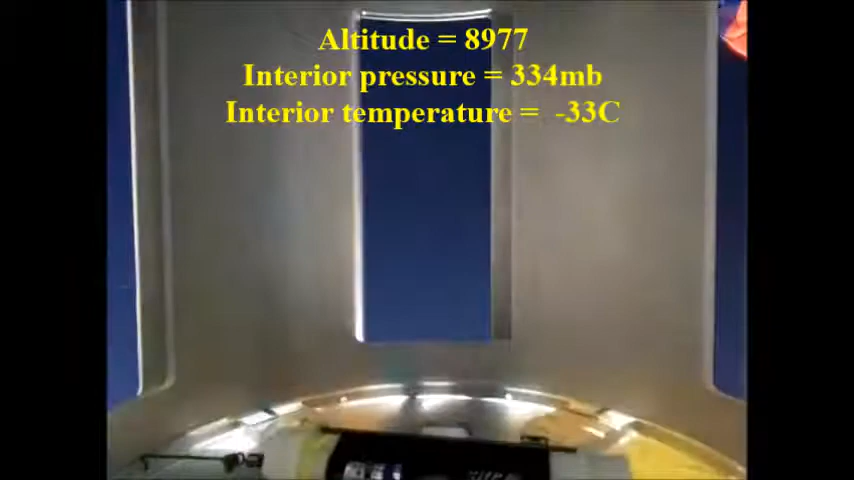 Altitude = 8977
Interior pressure = 334mb
Interior temperature = -33C